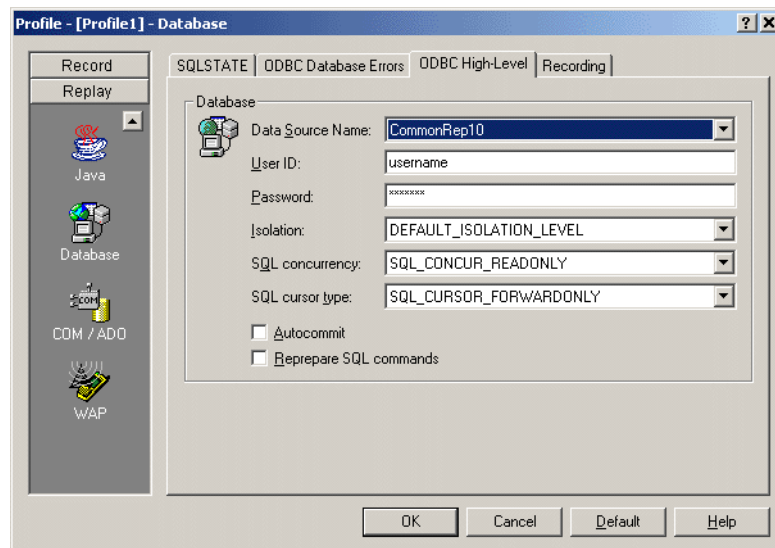 Profile - [Profile1] - Database
Record
Replay
Java
Database
COM
COM / ADO
WAP
SQLSTATE
ODBC Database Errors
ODBC High-Level
Recording
Database
Data Source Name: CommonRep10
User ID: username
Password: *******
Isolation: DEFAULT_ISOLATION_LEVEL
SQL concurrency: SQL_CONCUR_READONLY
SQL cursor type: SQL_CURSOR_FORWARDONLY
Autocommit
Reprepare SQL commands
OK
Cancel
Default
Help